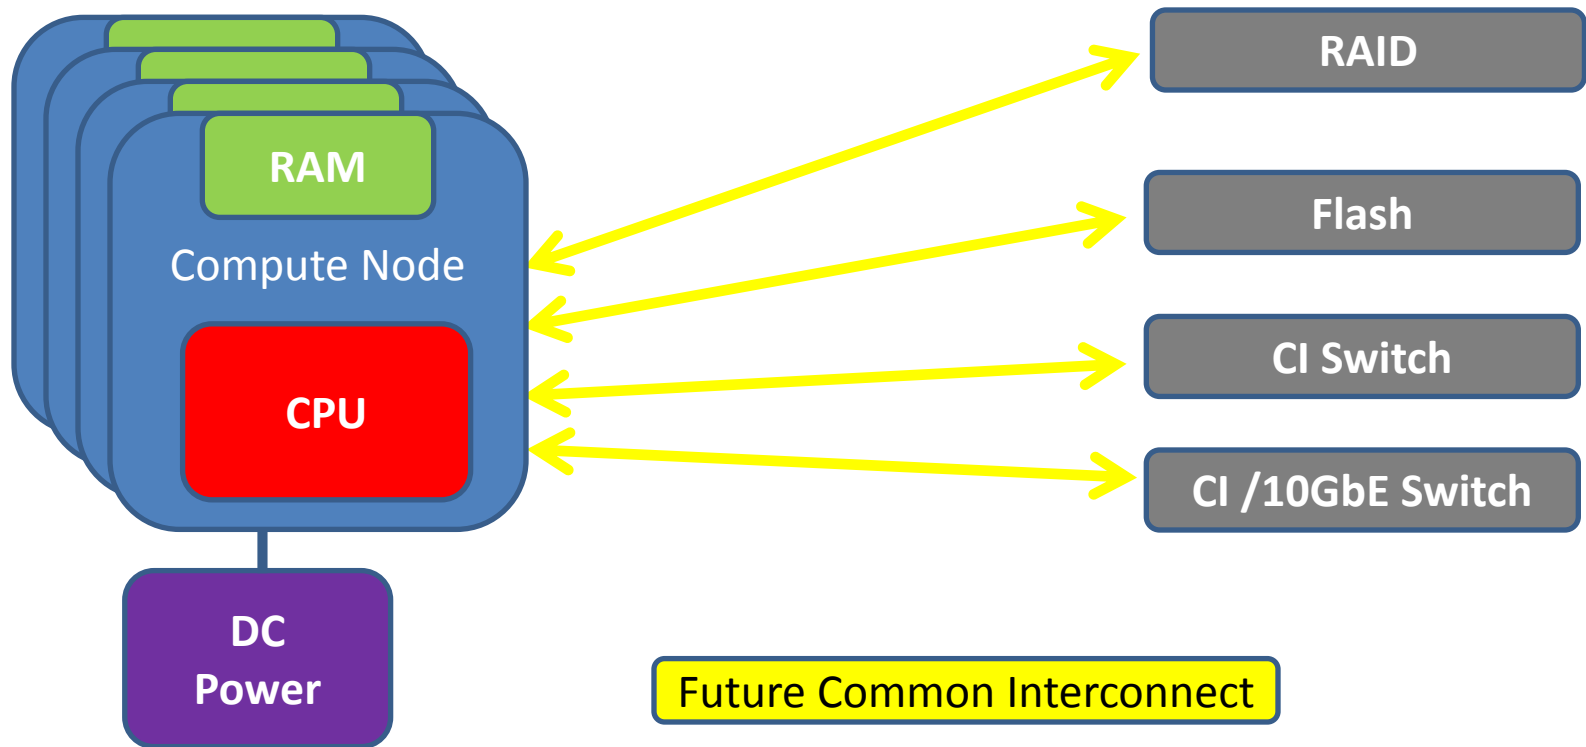 RAM
Compute Node
CPU
DC
Power
RAID
Flash
CI Switch
CI /10GbE Switch
Future Common Interconnect